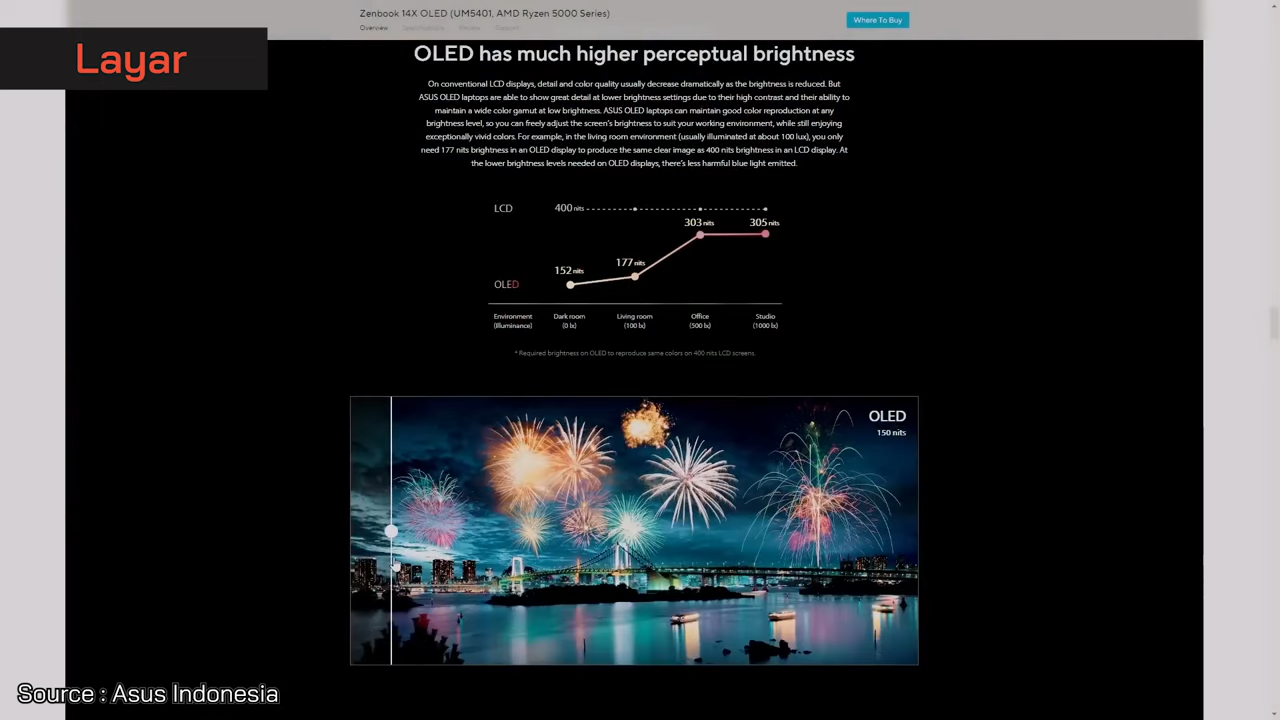 Zenbook 14X OLED (UM5401, AMD Ryzen 5000 Series)
Overview
Specifications
Review
Support
Where To Buy
Layar
OLED has much higher perceptual brightness
On conventional LCD displays, detail and color quality usually decrease dramatically as the brightness is reduced. But
ASUS OLED laptops are able to show great detail at lower brightness settings due to their high contrast and their ability to
maintain a wide color gamut at low brightness. ASUS OLED laptops can maintain good color reproduction at any
brightness level, so you can freely adjust the screen's brightness to suit your working environment, while still enjoying
exceptionally vivid colors. For example, in the living room environment (usually illuminated at about 100 lux), you only
need 177 nits brightness in an OLED display to produce the same clear image as 400 nits brightness in an LCD display. At
the lower brightness levels needed on OLED displays, there's less harmful blue light emitted.
LCD 400 nits
303 nits 305 nits
152 nits 177 nits
OLED
Environment Dark room Living room Office Studio
(Illuminance) (0 lx) (100 lx) (500 lx) (1000 lx)
* Required brightness on OLED to reproduce same colors on 400 nits LCD screens.
OLED
150 nits
Source : Asus Indonesia